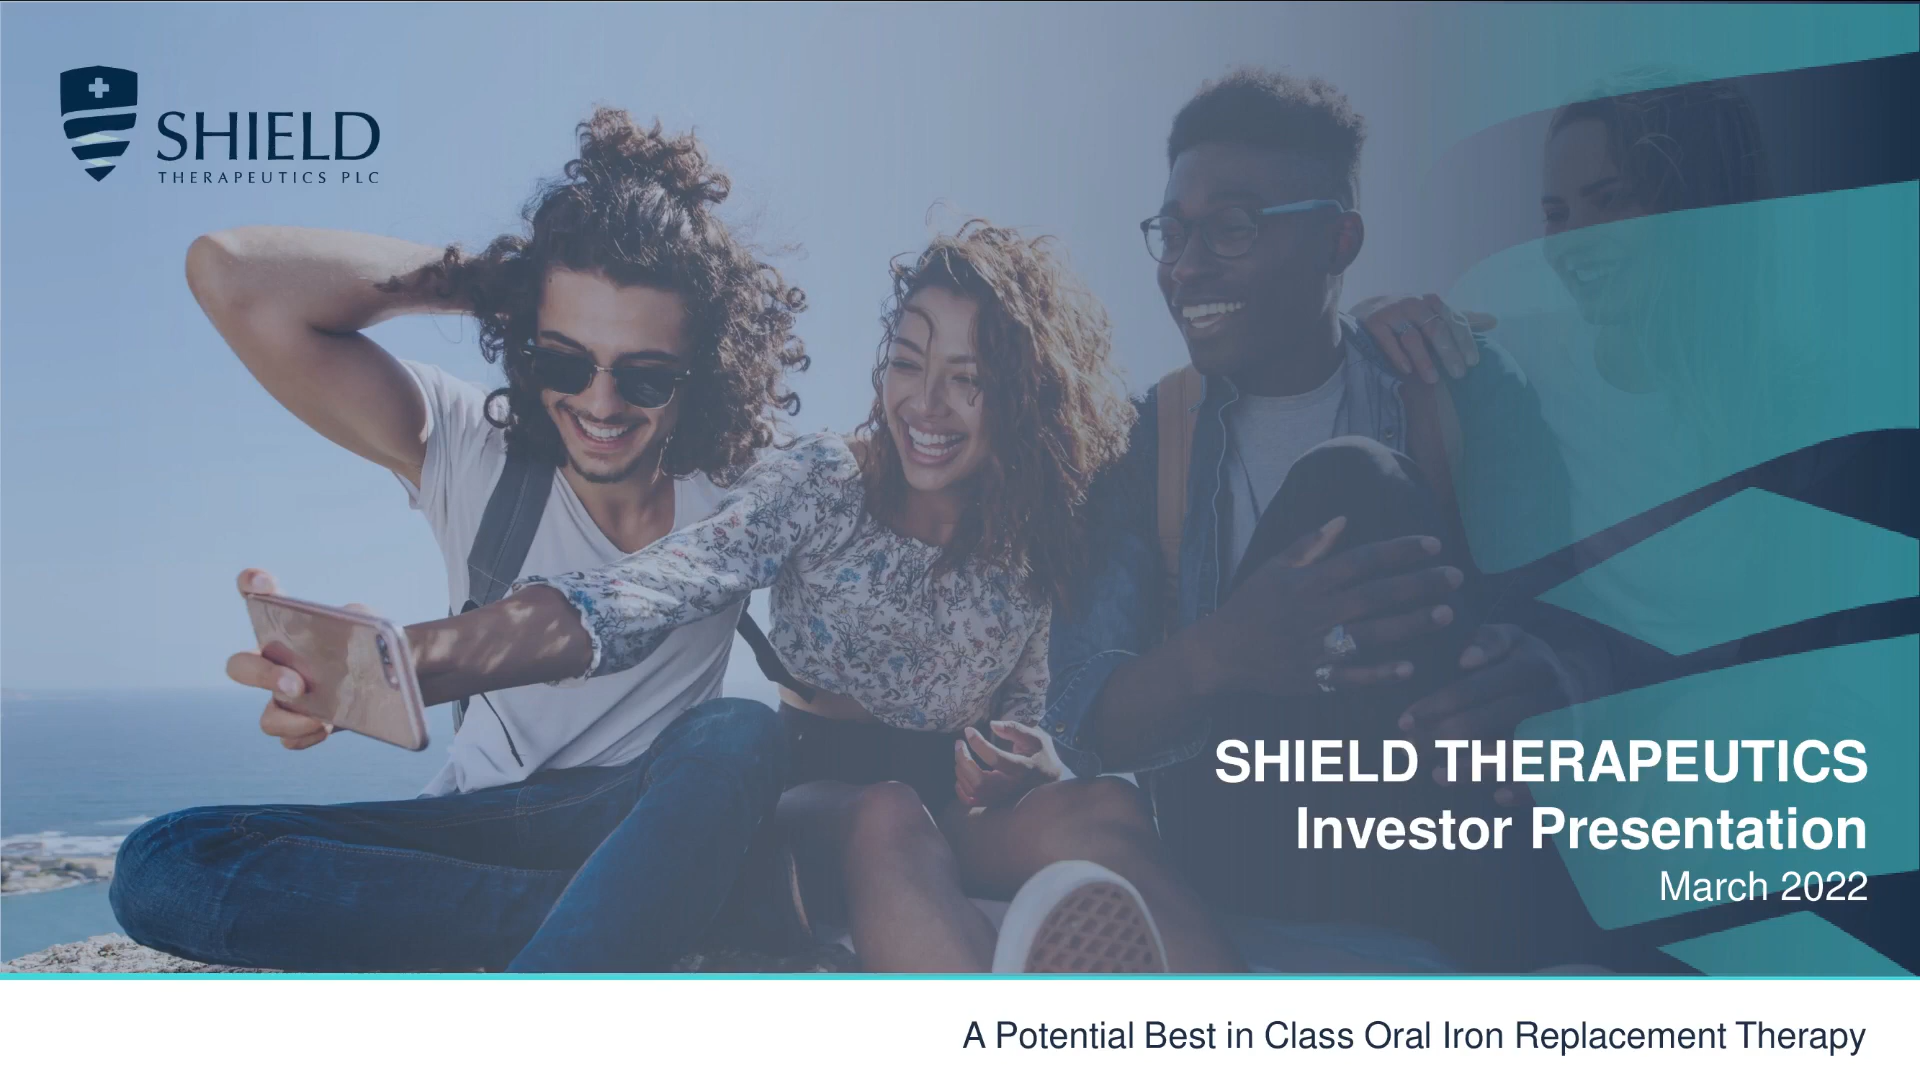 SHIELD
THERAPEUTICS PLC
SHIELD THERAPEUTICS
Investor Presentation
March 2022
A Potential Best in Class Oral Iron Replacement Therapy